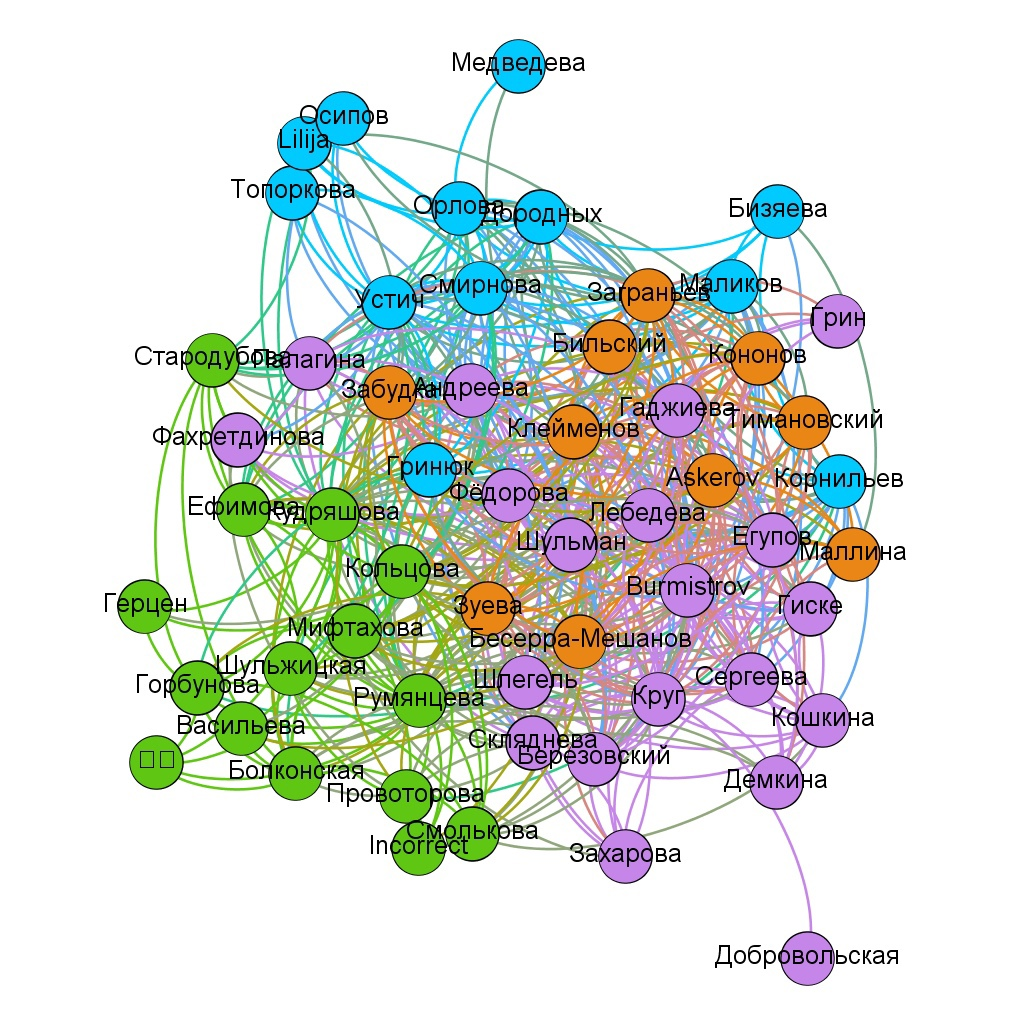 Медведева
Осипов
Lilija
Топоркова
Орлова
Дородных
Бизяева
Смирнова
Устич
Заграньев
Маликов
Грин
Бильский
Кононов
Стародубова
Палагина
Забудка
Андреева
Гаджиева
Тимановский
Клейменов
Фахретдинова
Гринюк
Askerov
Корнильев
Фёдорова
Ефимова
Кудряшова
Лебедева
Шульман
Егупов
Маллина
Кольцова
Burmistrov
Герцен
Зуева
Гиске
Мифтахова
Бесерра-Мешанов
Шульжицкая
Горбунова
Шлегель
Сергеева
Румянцева
Круг
Кошкина
Васильева
Скляднева
Березовский
Болконская
Демкина
Провоторова
Смолькова
Incorrect
Захарова
Добровольская